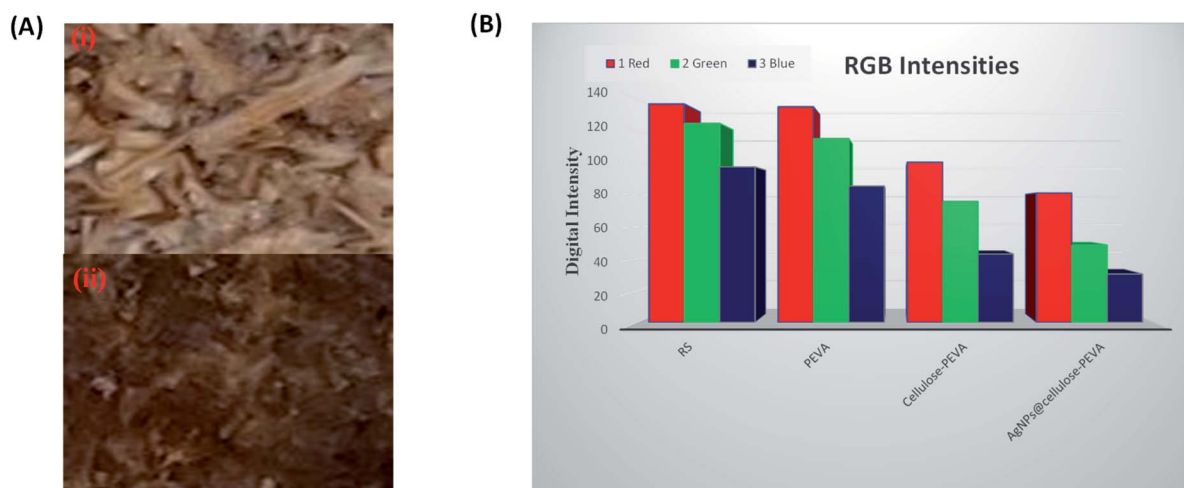 (A)
(i)
(ii)
(B)
RGB Intensities
1 Red 2 Green 3 Blue
Digital Intensity
140
120
100
80
60
40
20
0
RS
PEVA
Cellulose-PEVA
AgNPs@cellulose-PEVA